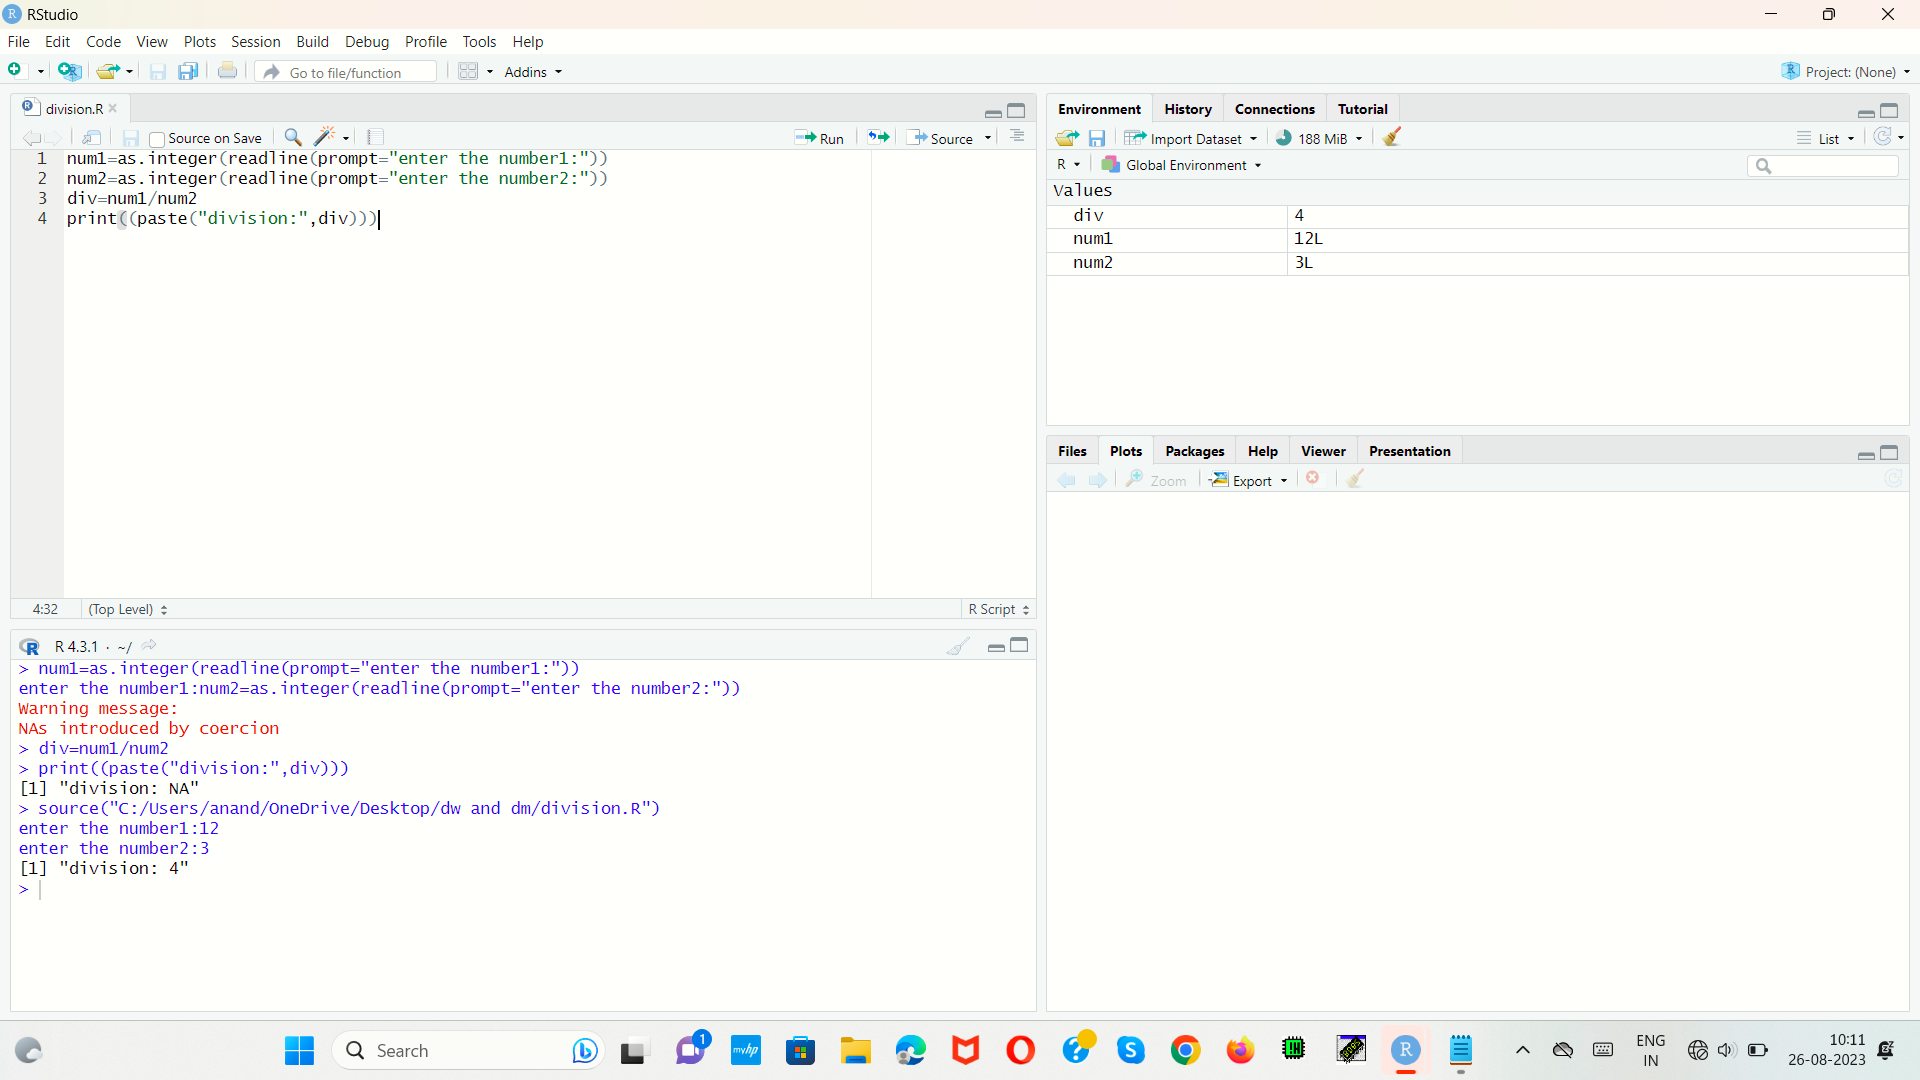 RStudio
File Edit Code View Plots Session Build Debug Profile Tools Help
Go to file/function Addins Project: (None)
division.R
Source on Save Run Source
1 num1=as.integer(readline(prompt="enter the number1:"))
2 num2=as.integer(readline(prompt="enter the number2:"))
3 div=num1/num2
4 print((paste("division:",div)))
4:32 (Top Level) R Script
R 4.3.1 · ~/
> num1=as.integer(readline(prompt="enter the number1:"))
enter the number1:num2=as.integer(readline(prompt="enter the number2:"))
Warning message:
NAs introduced by coercion
> div=num1/num2
> print((paste("division:",div)))
[1] "division: NA"
> source("C:/Users/anand/OneDrive/Desktop/dw and dm/division.R")
enter the number1:12
enter the number2:3
[1] "division: 4"
>
Environment History Connections Tutorial
Import Dataset 188 MiB List
R Global Environment
Values
div 4
num1 12L
num2 3L
Files Plots Packages Help Viewer Presentation
Zoom Export
Search 1 myhp ENG 10:11
IN 26-08-2023